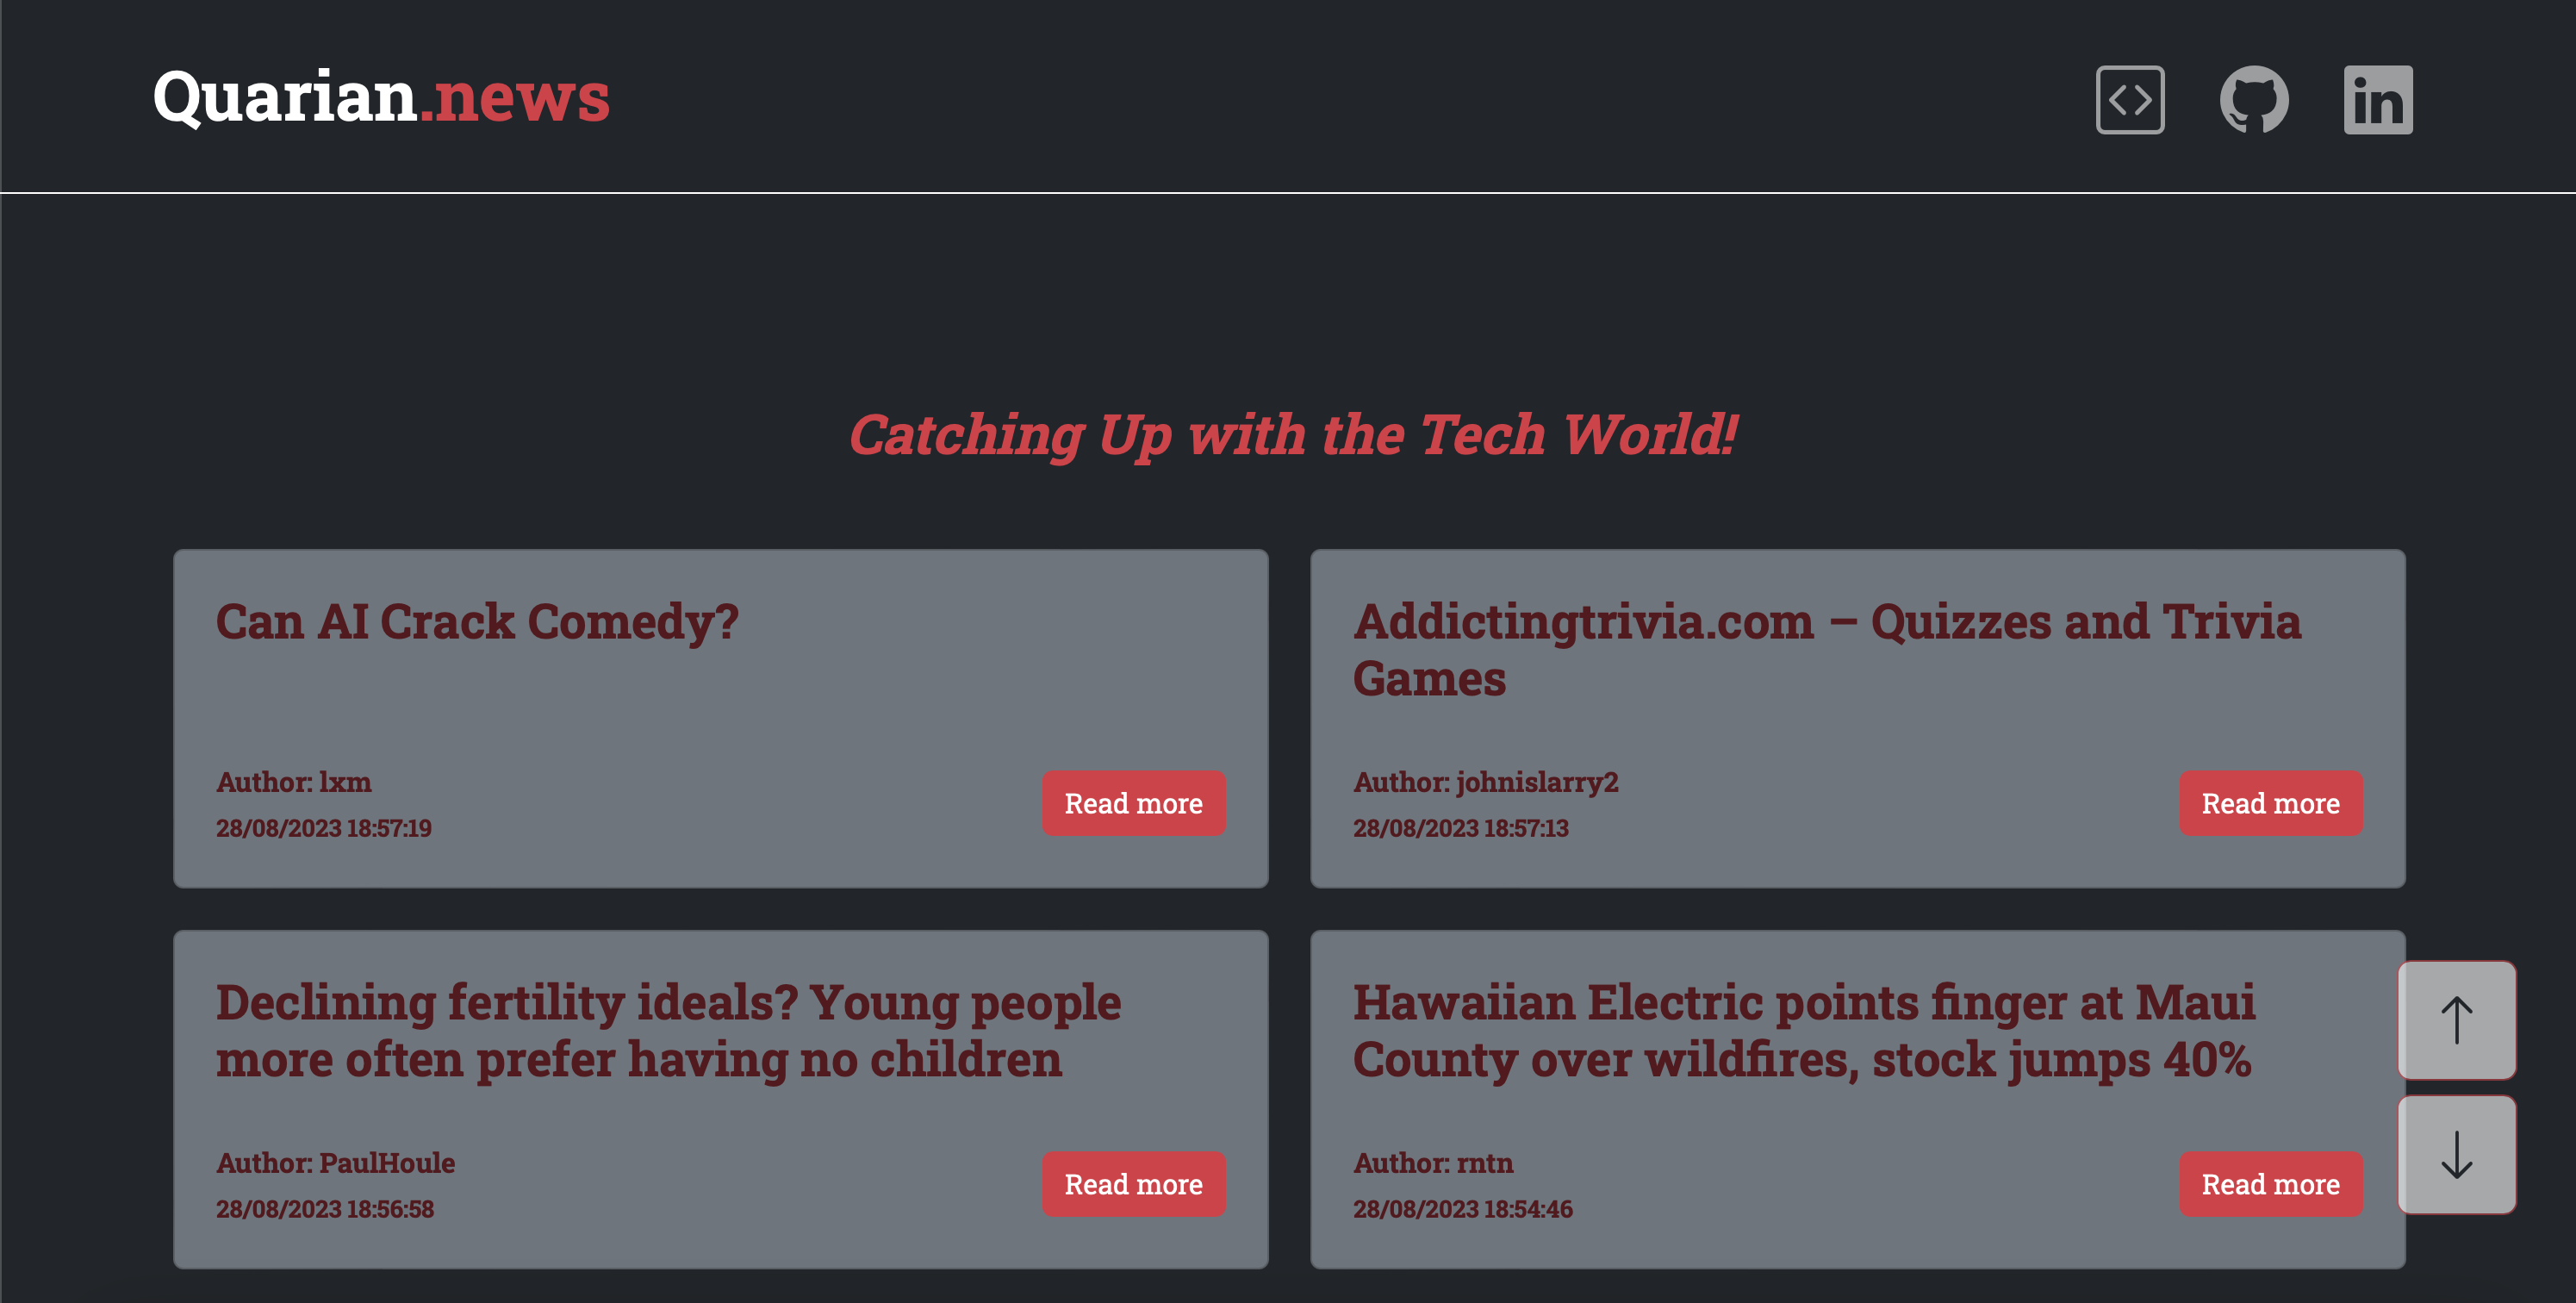 Quarian.news
in
Catching Up with the Tech World!
Can AI Crack Comedy?
Author: lxm
28/08/2023 18:57:19
Read more
Addictingtrivia.com – Quizzes and Trivia
Games
Author: johnislarry2
28/08/2023 18:57:13
Read more
Declining fertility ideals? Young people
more often prefer having no children
Author: PaulHoule
28/08/2023 18:56:58
Read more
Hawaiian Electric points finger at Maui
County over wildfires, stock jumps 40%
Author: rntn
28/08/2023 18:54:46
Read more